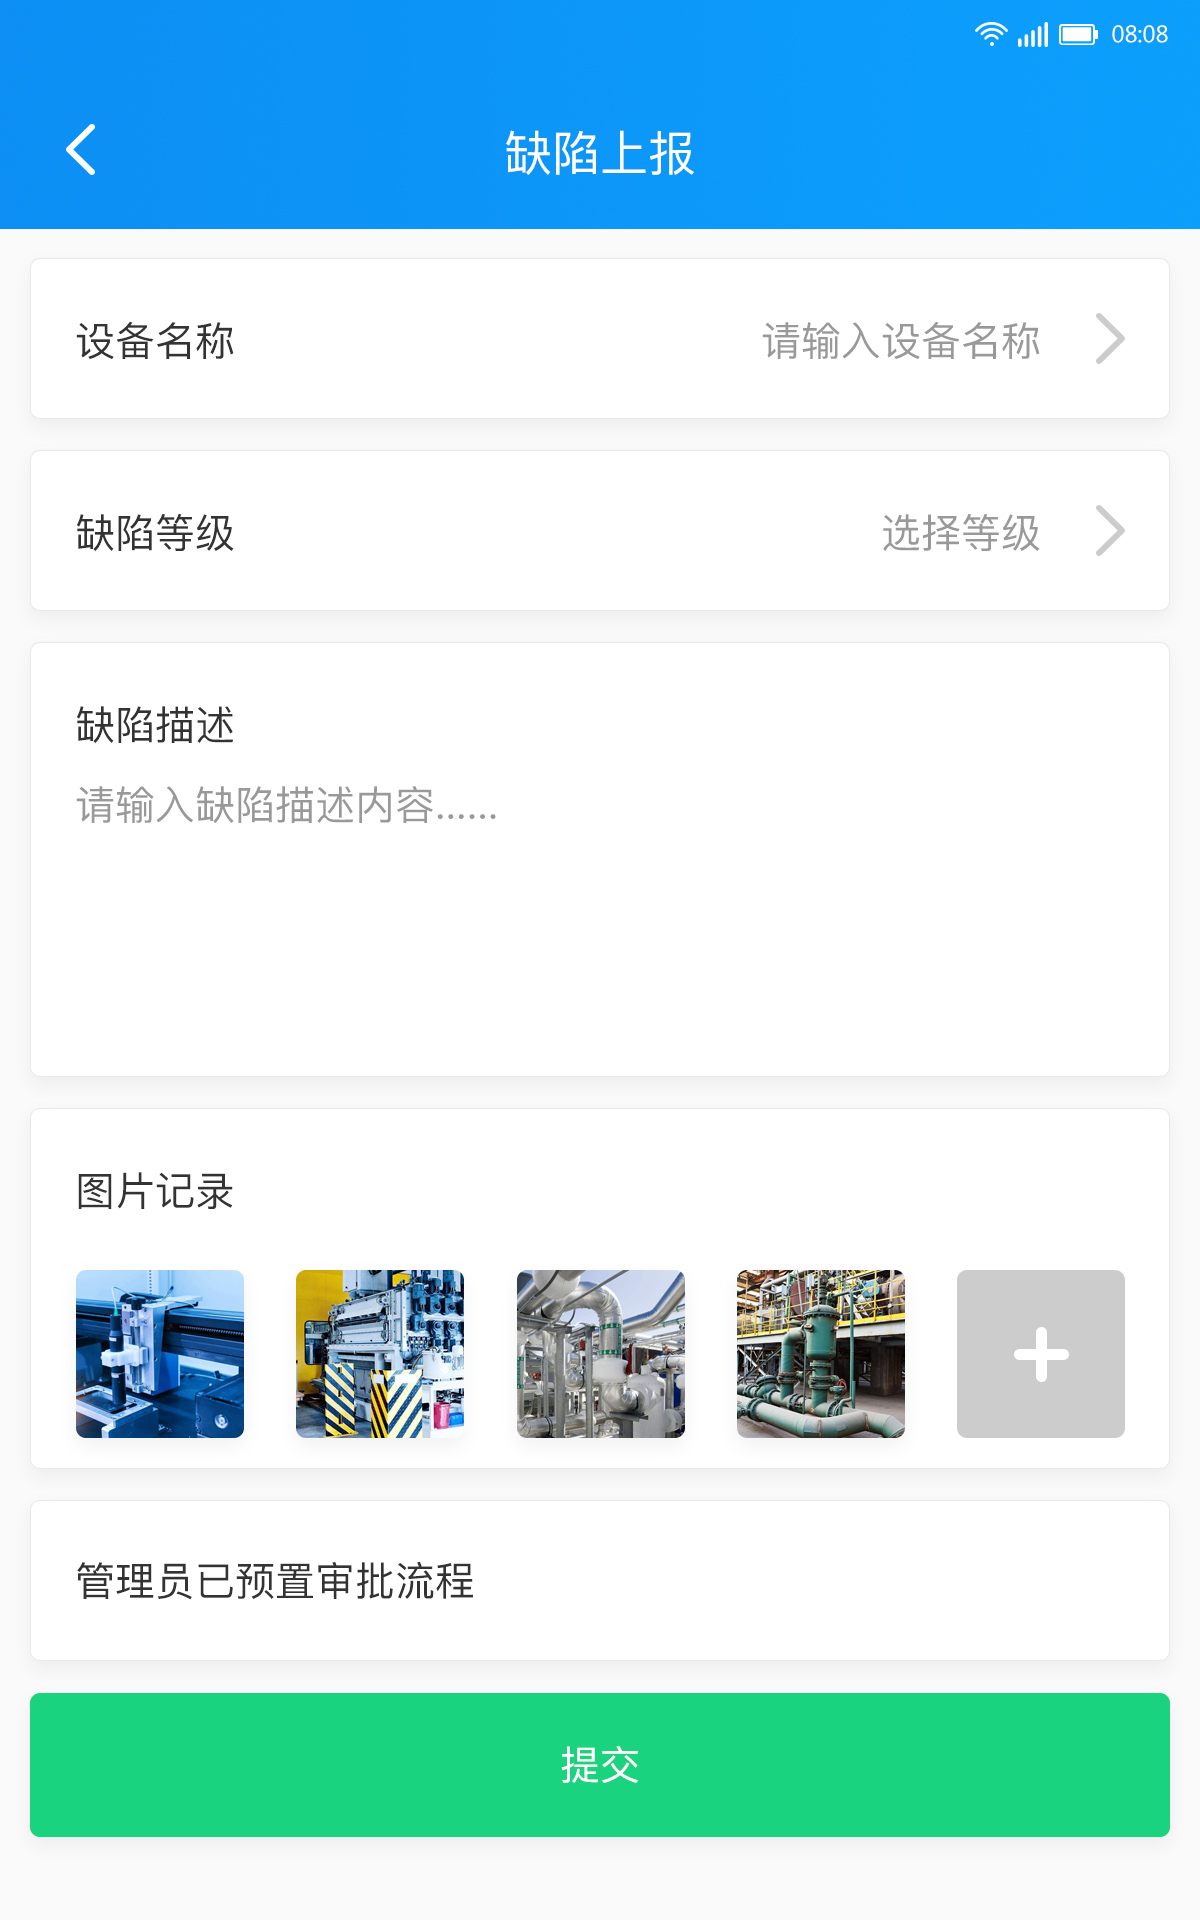 08:08
缺陷上报
设备名称 请输入设备名称
缺陷等级 选择等级
缺陷描述
请输入缺陷描述内容......
图片记录
管理员已预置审批流程
提交